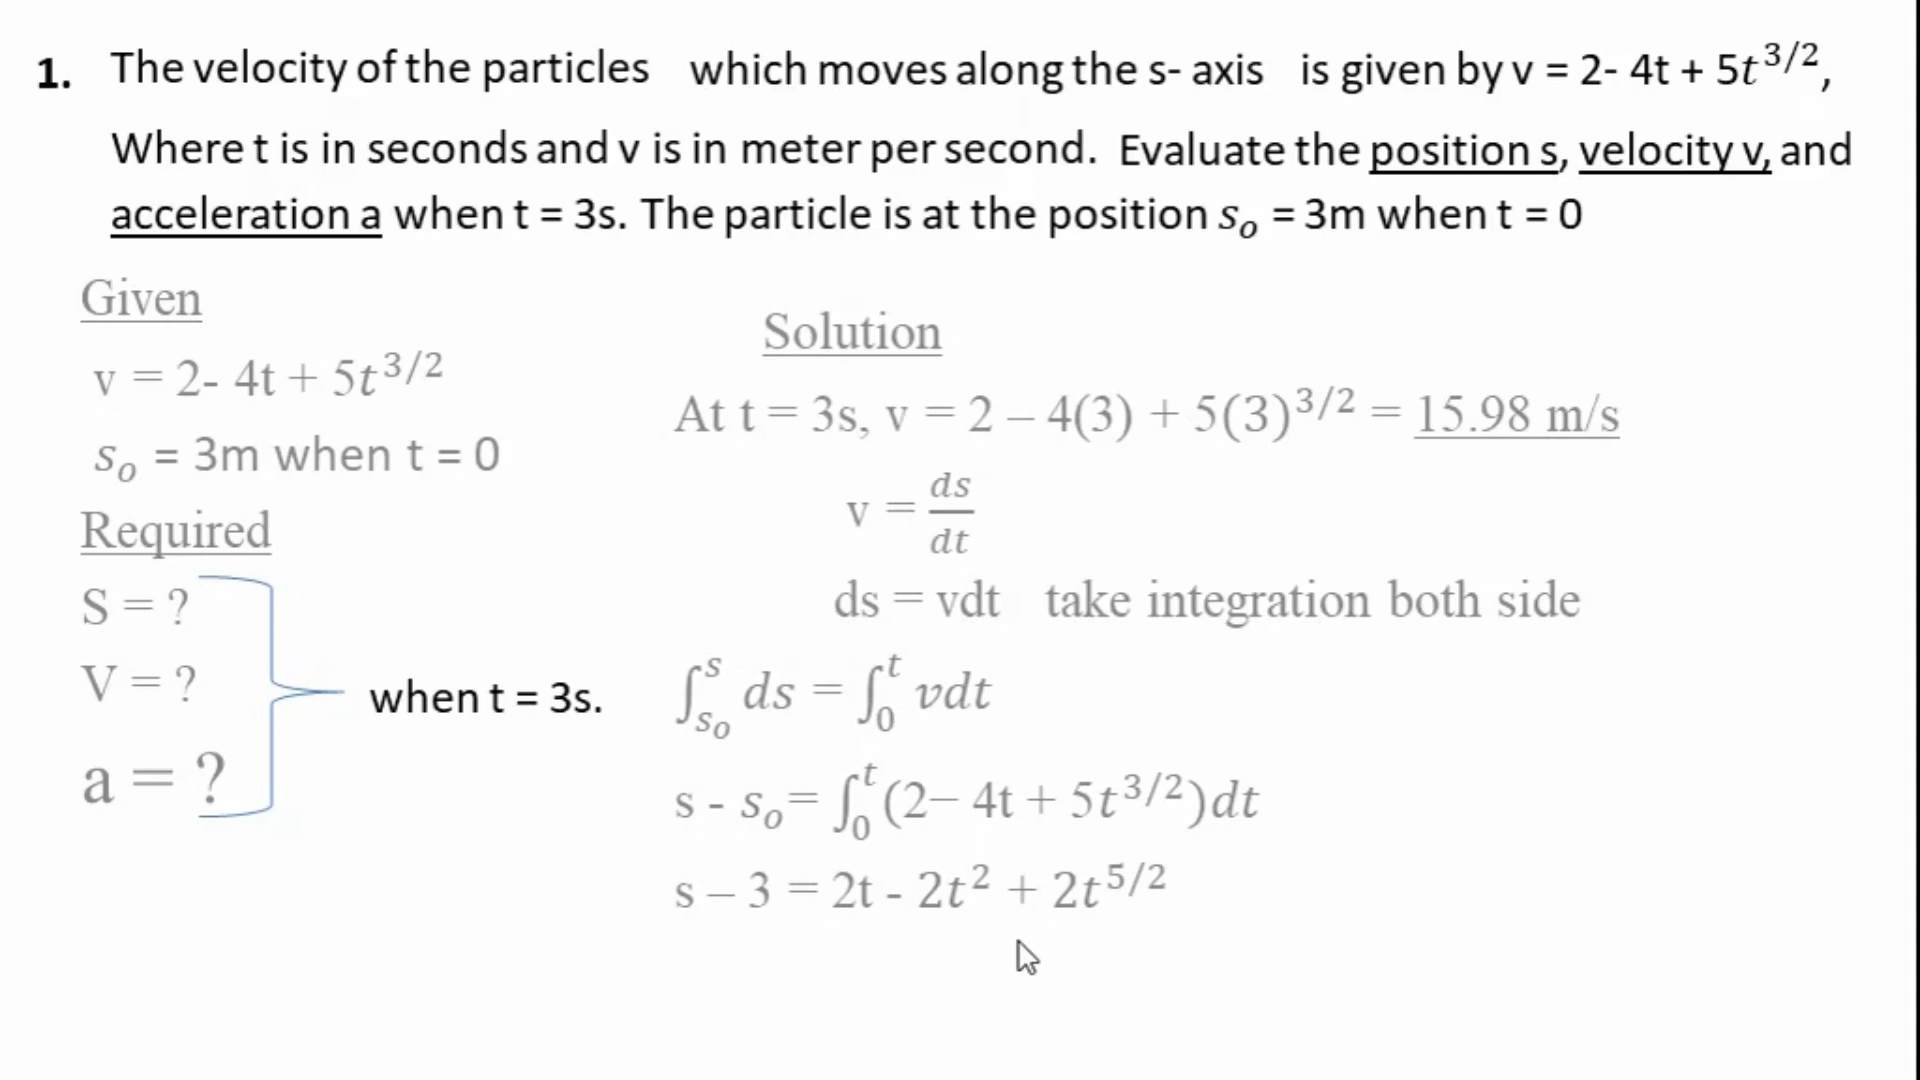 1. The velocity of the particles which moves along the s- axis is given by v = 2- 4t + 5t^{3/2},
Where t is in seconds and v is in meter per second. Evaluate the position s, velocity v, and
acceleration a when t = 3s. The particle is at the position s_o = 3m when t = 0
Given
v = 2- 4t + 5t^{3/2}
s_o = 3m when t = 0
Required
S = ?
V = ?
a = ?
when t = 3s.
Solution
At t = 3s, v = 2 – 4(3) + 5(3)^{3/2} = 15.98 m/s
v = \frac{ds}{dt}
ds = vdt take integration both side
∫_{s_o}^{s} ds = ∫_0^t vdt
s - s_o = ∫_0^t (2– 4t + 5t^{3/2})dt
s – 3 = 2t - 2t^2 + 2t^{5/2}